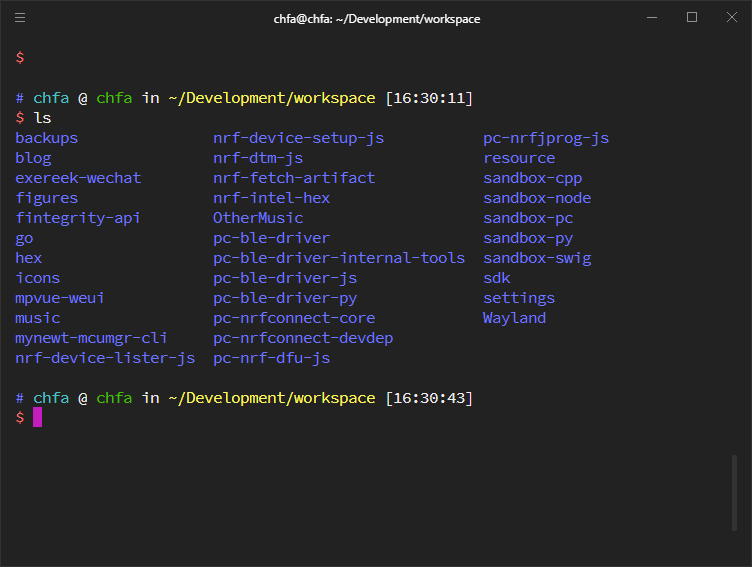 chfa@chfa: ~/Development/workspace
$
# chfa @ chfa in ~/Development/workspace [16:30:11]
$ ls
backups nrf-device-setup-js pc-nrfjprog-js
blog nrf-dtm-js resource
exereek-wechat nrf-fetch-artifact sandbox-cpp
figures nrf-intel-hex sandbox-node
fintegrity-api OtherMusic sandbox-pc
go pc-ble-driver sandbox-py
hex pc-ble-driver-internal-tools sandbox-swig
icons pc-ble-driver-js sdk
mpvue-weui pc-ble-driver-py settings
music pc-nrfconnect-core Wayland
mynewt-mcumgr-cli pc-nrfconnect-devdep
nrf-device-lister-js pc-nrf-dfu-js
# chfa @ chfa in ~/Development/workspace [16:30:43]
$